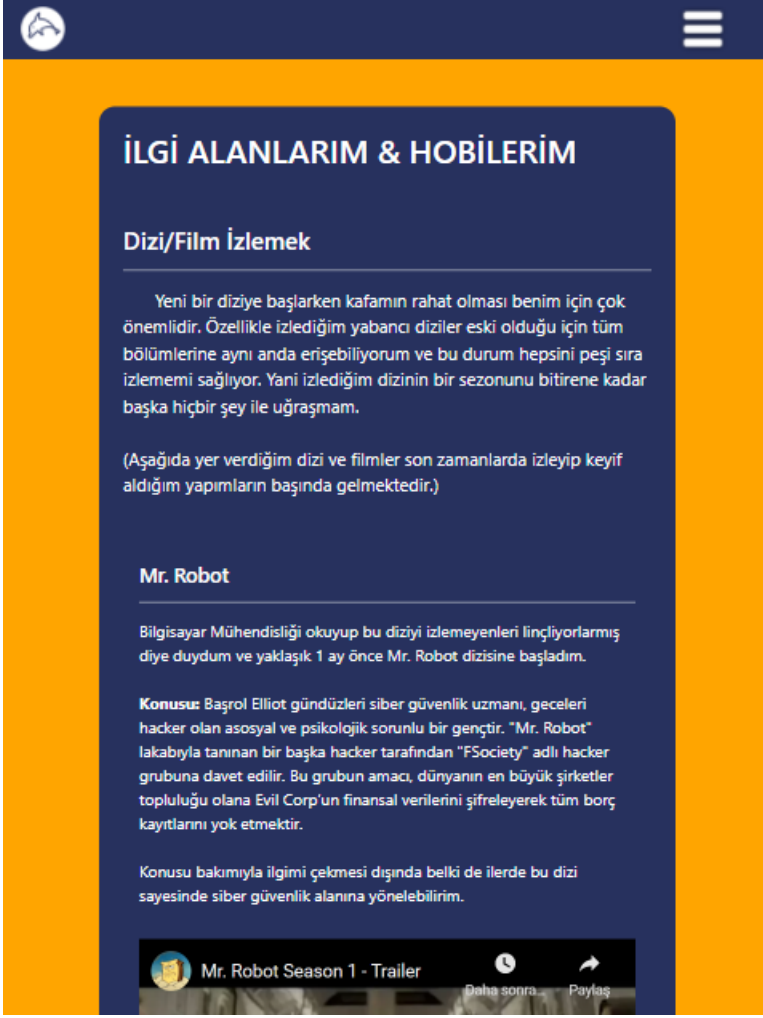 İLGİ ALANLARIM & HOBİLERİM
Dizi/Film İzlemek
Yeni bir diziye başlarken kafamın rahat olması benim için çok
önemlidir. Özellikle izlediğim yabancı diziler eski olduğu için tüm
bölümlerine aynı anda erişebiliyorum ve bu durum hepsini peşi sıra
izlememi sağlıyor. Yani izlediğim dizinin bir sezonunu bitirene kadar
başka hiçbir şey ile uğraşmam.
(Aşağıda yer verdiğim dizi ve filmler son zamanlarda izleyip keyif
aldığım yapımların başında gelmektedir.)
Mr. Robot
Bilgisayar Mühendisliği okuyup bu diziyi izlemeyenleri linçliyorlarmış
diye duydum ve yaklaşık 1 ay önce Mr. Robot dizisine başladım.
Konusu: Başrol Elliot gündüzleri siber güvenlik uzmanı, geceleri
hacker olan asosyal ve psikolojik sorunlu bir gençtir. "Mr. Robot"
lakabıyla tanınan bir başka hacker tarafından "FSociety" adlı hacker
grubuna davet edilir. Bu grubun amacı, dünyanın en büyük şirketler
topluluğu olana Evil Corp'un finansal verilerini şifreleyerek tüm borç
kayıtlarını yok etmektir.
Konusu bakımıyla ilgimi çekmesi dışında belki de ilerde bu dizi
sayesinde siber güvenlik alanına yönelebilirim.
Mr. Robot Season 1 - Trailer
Daha sonra... Paylaş